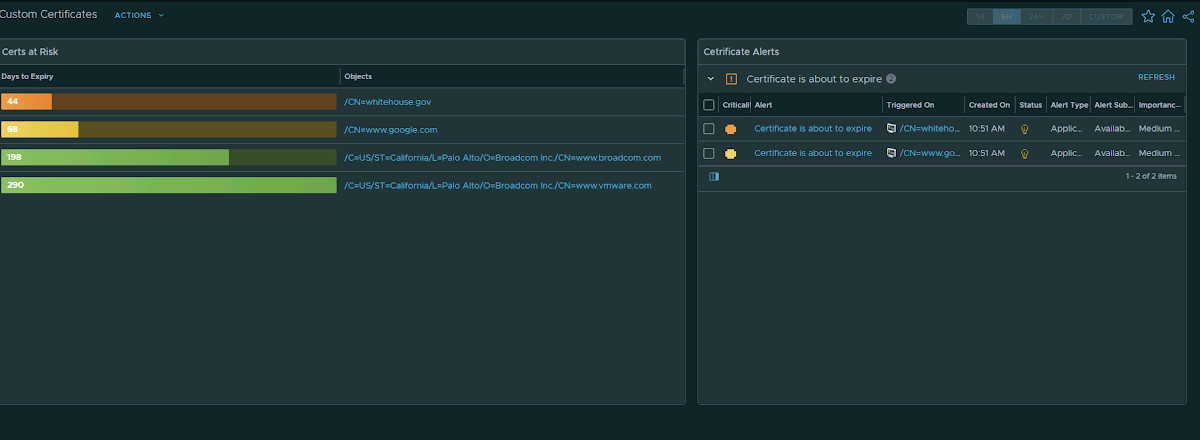 Custom Certificates ACTIONS 1H 6H 24H 7D CUSTOM
Certs at Risk
Days to Expiry Objects
44 /CN=whitehouse.gov
68 /CN=www.google.com
198 /C=US/ST=California/L=Palo Alto/O=Broadcom Inc./CN=www.broadcom.com
290 /C=US/ST=California/L=Palo Alto/O=Broadcom Inc./CN=www.vmware.com
Cetrificate Alerts
Certificate is about to expire 2 REFRESH
Criticali Alert Triggered On Created On Status Alert Type Alert Sub... Importanc...
Certificate is about to expire /CN=whiteho... 10:51 AM Applic... Availab... Medium ...
Certificate is about to expire /CN=www.go... 10:51 AM Applic... Availab... Medium ...
1 - 2 of 2 items